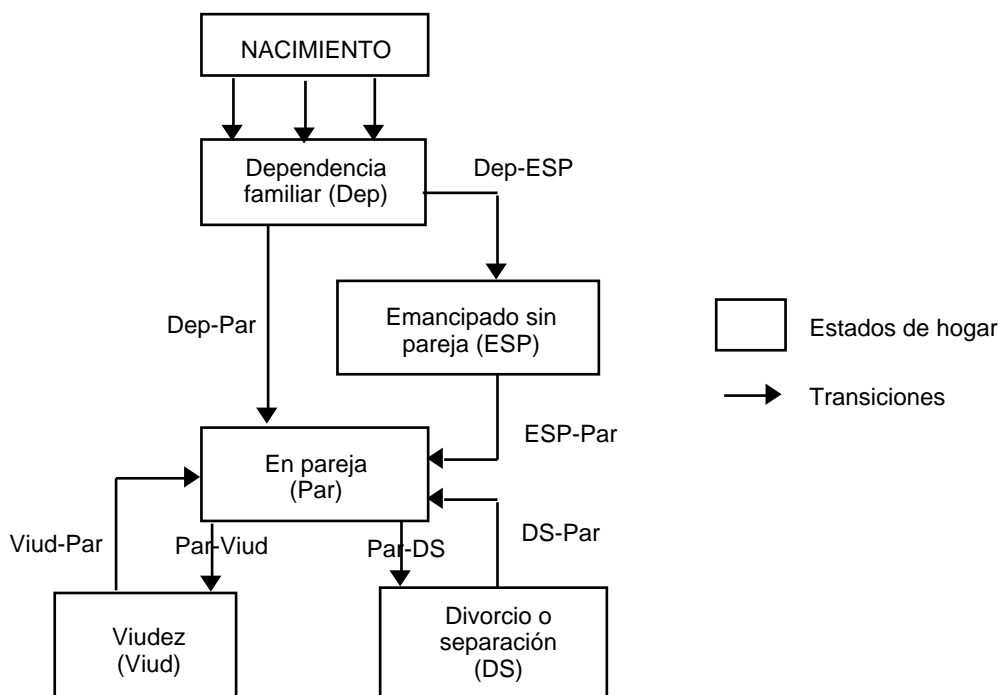 NACIMIENTO
Dependencia
familiar (Dep)
Dep-ESP
Dep-Par
Emancipado sin
pareja (ESP)
Estados de hogar
Transiciones
ESP-Par
En pareja
(Par)
Viud-Par
Par-Viud
Par-DS
DS-Par
Viudez
(Viud)
Divorcio o
separación
(DS)